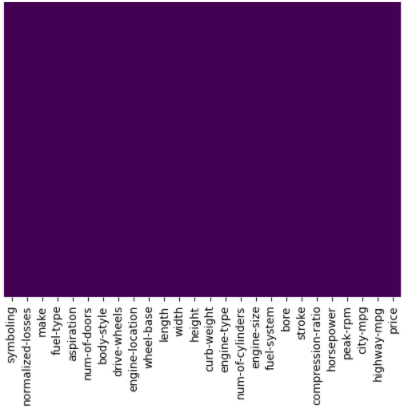 symboling
normalized-losses
make
fuel-type
aspiration
num-of-doors
body-style
drive-wheels
engine-location
wheel-base
length
width
height
curb-weight
engine-type
num-of-cylinders
engine-size
fuel-system
bore
stroke
compression-ratio
horsepower
peak-rpm
city-mpg
highway-mpg
price